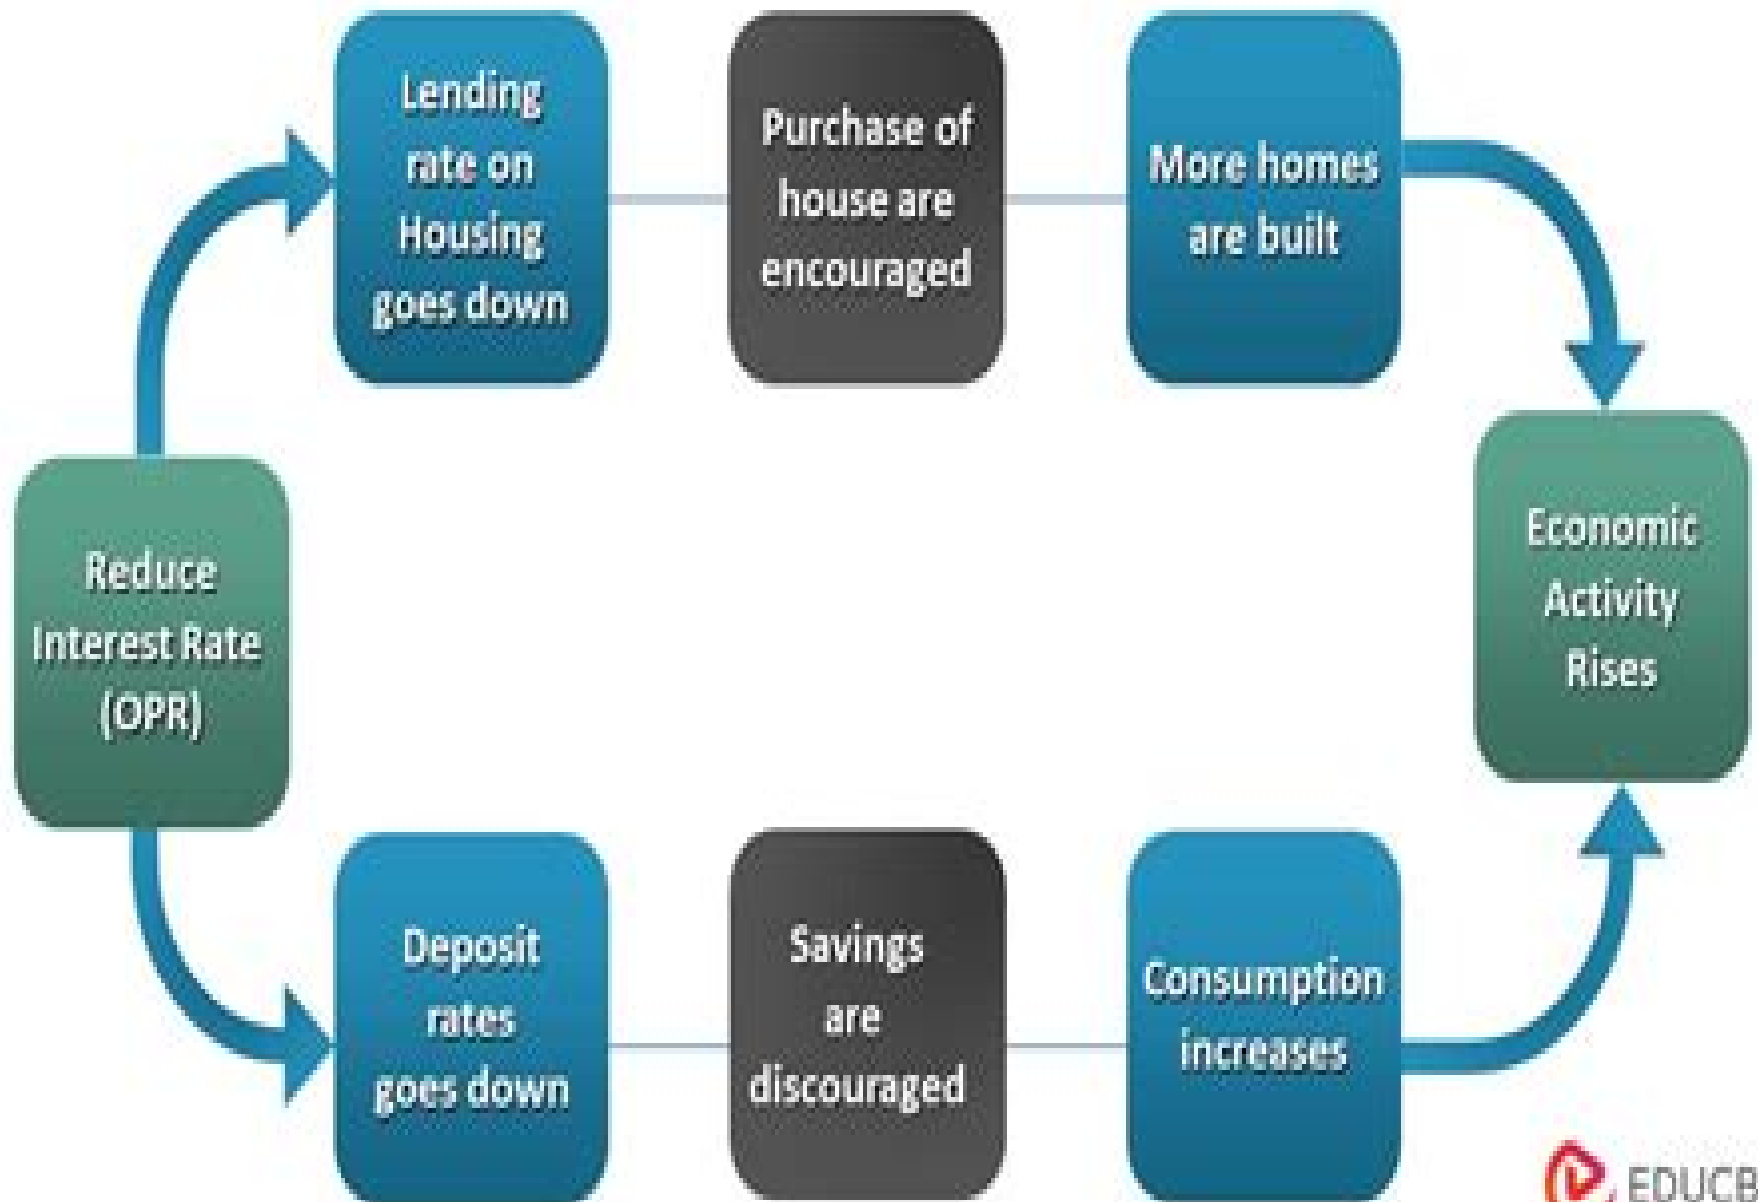 Lending
rate on
Housing
goes down
Purchase of
house are
encouraged
More homes
are built
Reduce
Interest Rate
(OPR)
Economic
Activity
Rises
Deposit
rates
goes down
Savings
are
discouraged
Consumption
increases
EDUCB